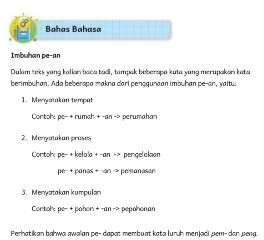 Bahas Bahasa
Imbuhan pe-an
Dalam teks yang kalian baca tadi, tampak beberapa kata yang merupakan kata
berimbuhan. Ada beberapa makna dari penggunaan imbuhan pe-an, yaitu:
1. Menyatakan tempat
Contoh: pe- + rumah + -an -> perumahan
2. Menyatakan proses
Contoh: pe- + kelola + -an -> pengelolaan
pe- + panas + -an -> pemanasan
3. Menyatakan kumpulan
Contoh: pe- + pohon + -an -> pepohonan
Perhatikan bahwa awalan pe- dapat membuat kata luruh menjadi pem- dan peng.